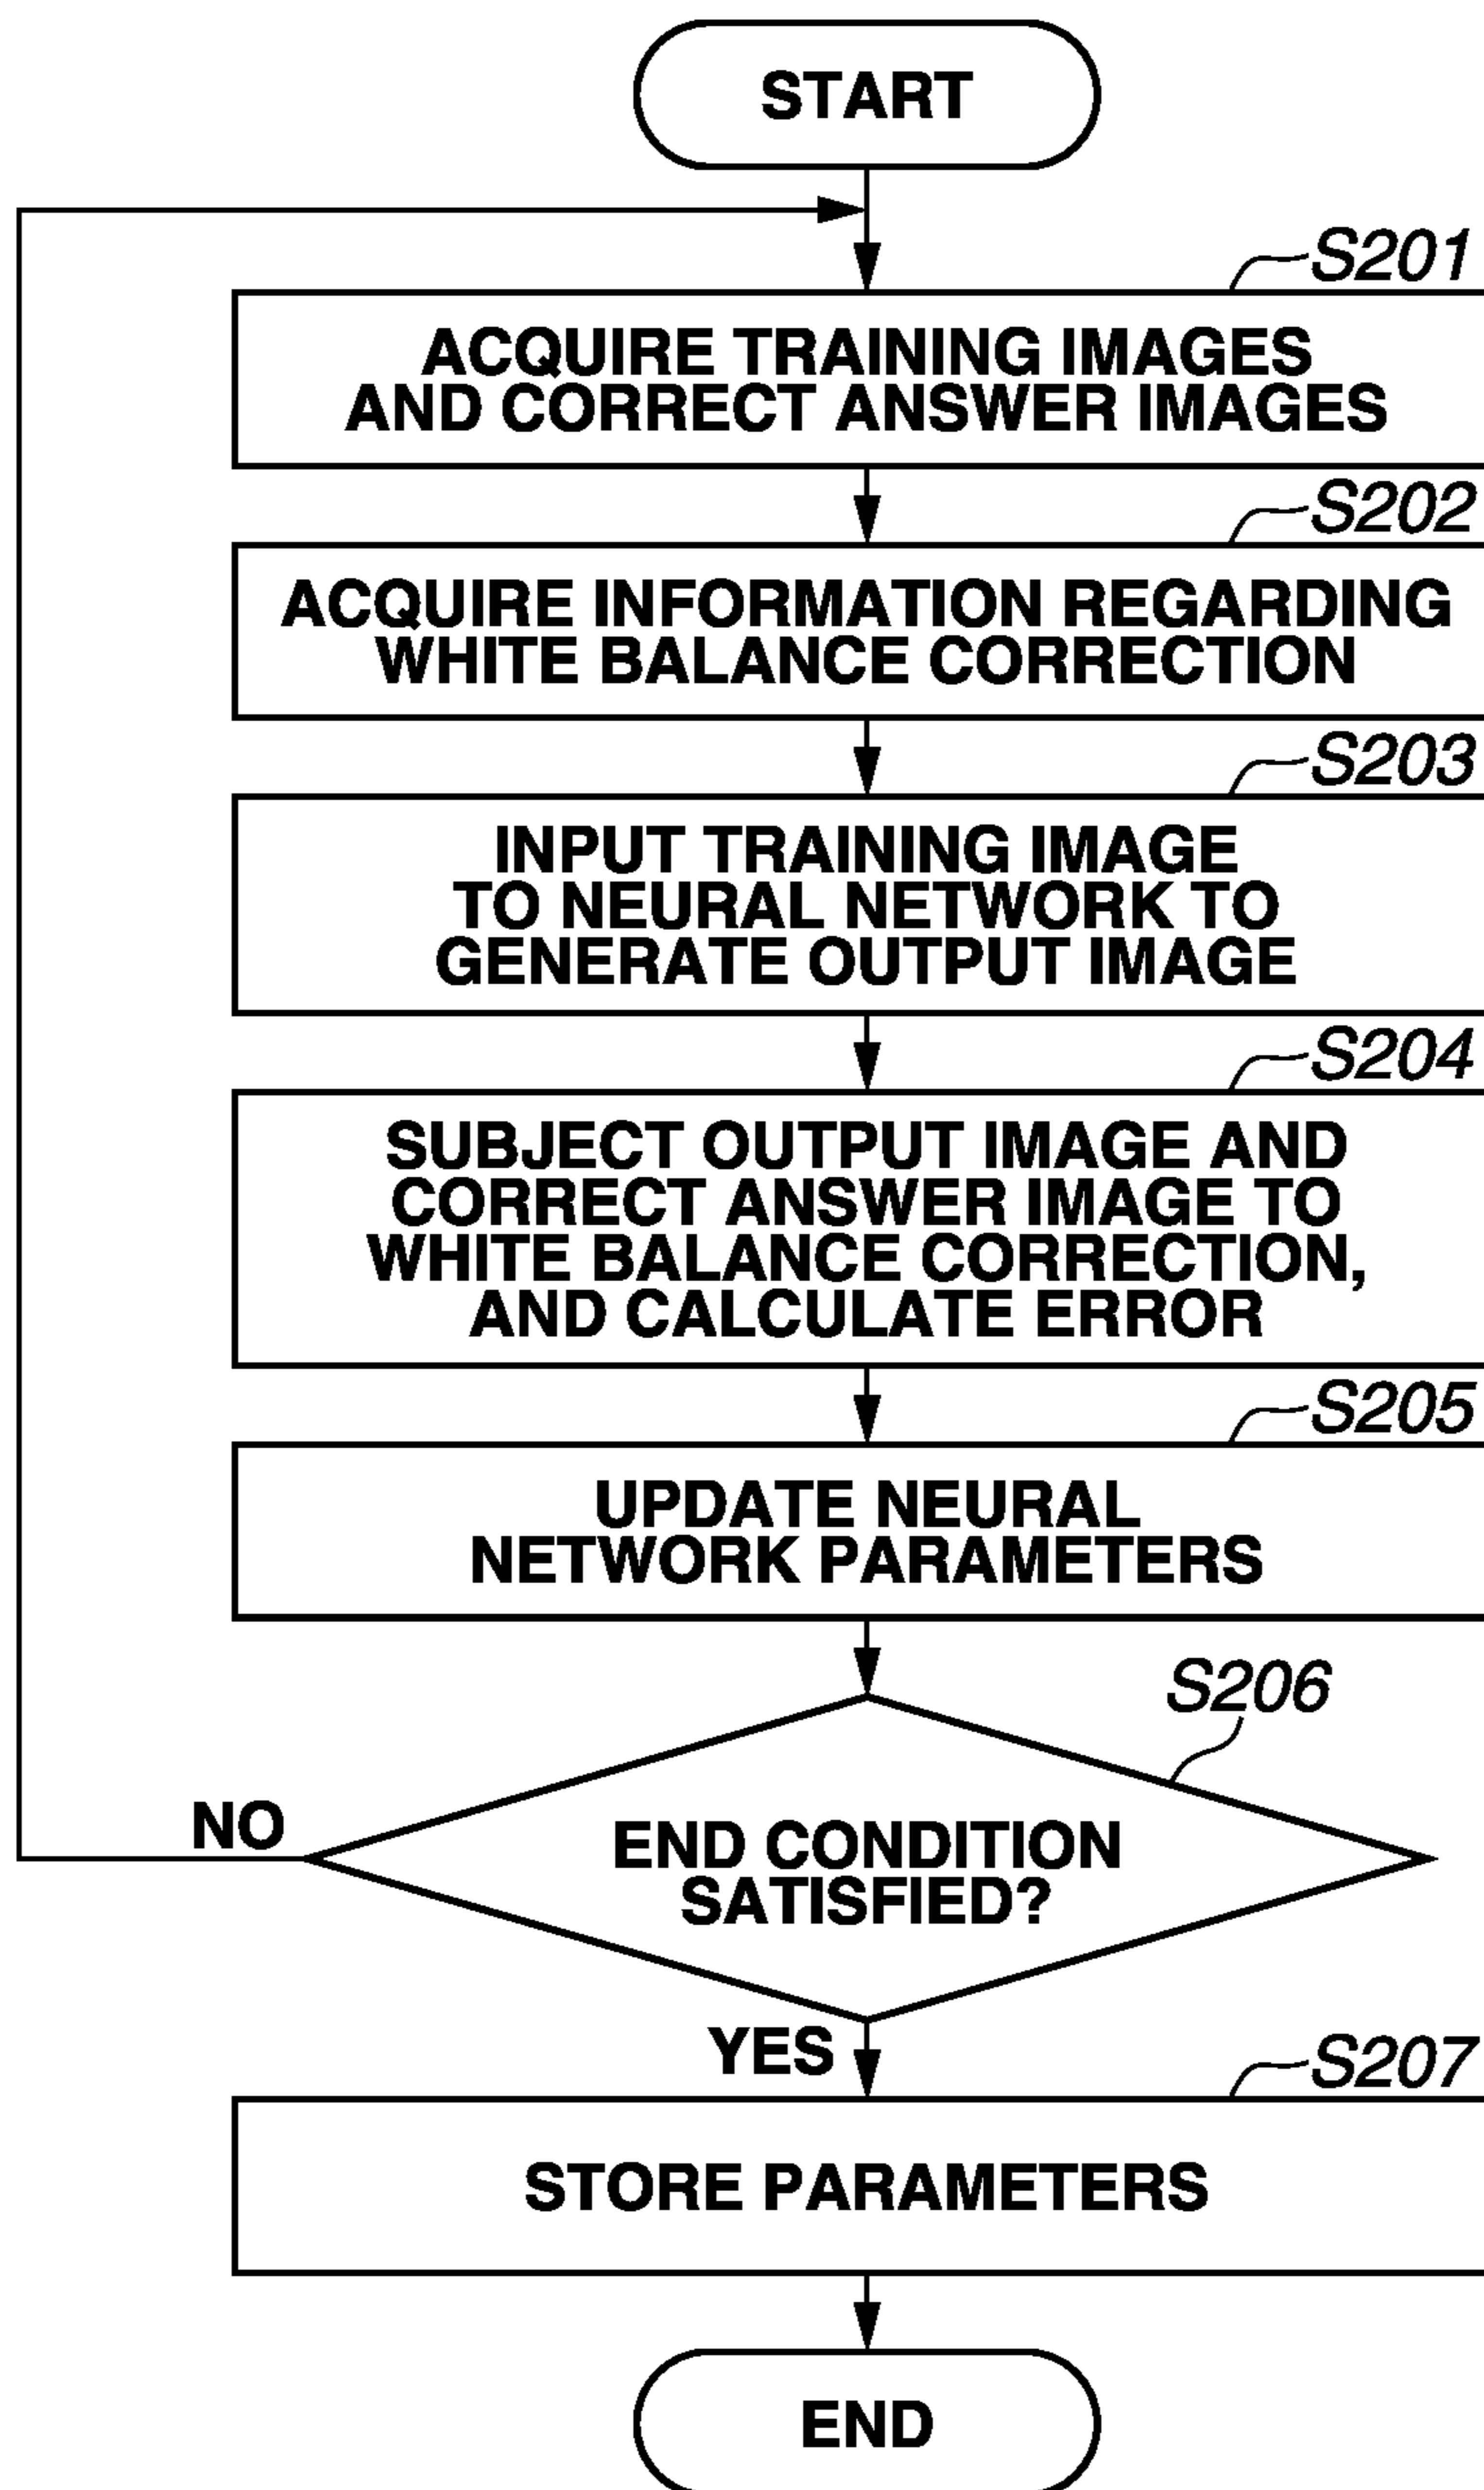 START
S201
ACQUIRE TRAINING IMAGES
AND CORRECT ANSWER IMAGES
S202
ACQUIRE INFORMATION REGARDING
WHITE BALANCE CORRECTION
S203
INPUT TRAINING IMAGE
TO NEURAL NETWORK TO
GENERATE OUTPUT IMAGE
S204
SUBJECT OUTPUT IMAGE AND
CORRECT ANSWER IMAGE TO
WHITE BALANCE CORRECTION,
AND CALCULATE ERROR
S205
UPDATE NEURAL
NETWORK PARAMETERS
S206
NO
END CONDITION
SATISFIED?
YES
S207
STORE PARAMETERS
END